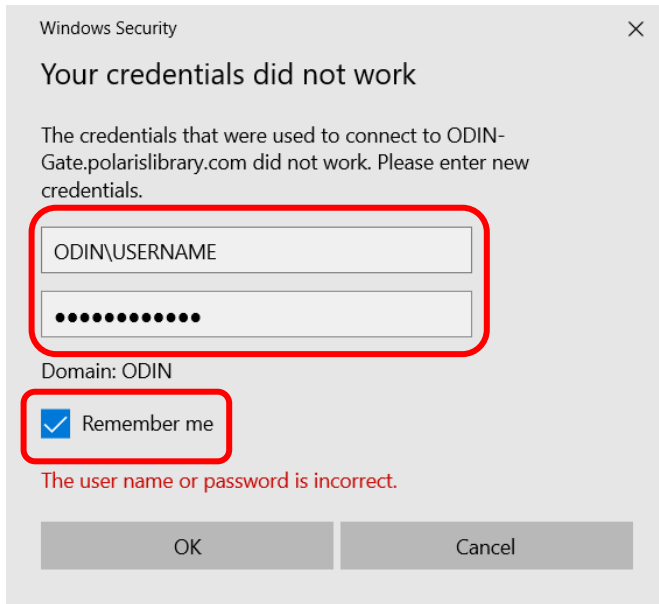 Windows Security
Your credentials did not work
The credentials that were used to connect to ODIN-
Gate.polarislibrary.com did not work. Please enter new
credentials.
ODIN\USERNAME
●●●●●●●●●●●●
Domain: ODIN
Remember me
The user name or password is incorrect.
OK
Cancel